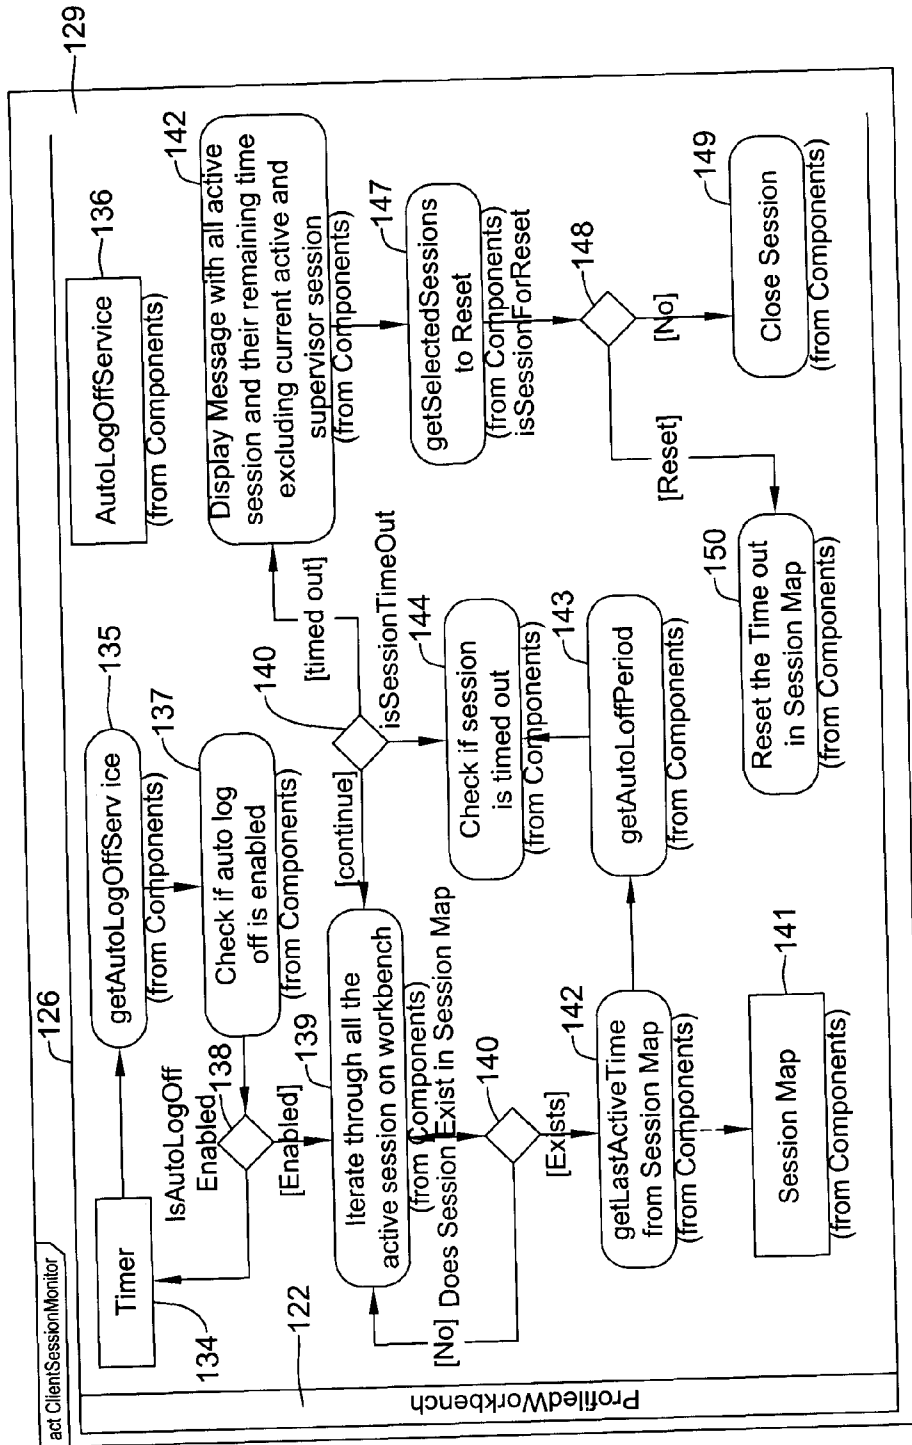 act ClientSessionMonitor
126
129
ProfiledWorkbench
122
Timer
134
getAutoLogOffService
(from Components)
135
AutoLogOffService
(from Components)
136
IsAutoLogOff
Enabled
138
Check if auto log
off is enabled
(from Components)
137
[Enabled]
Iterate through all the
active session on workbench
(from Components)
139
[continue]
140
isSessionTimeOut
[timed out]
Display Message with all active
session and their remaining time
excluding current active and
supervisor session
(from Components)
142
[No]
Does Session Exist in Session Map
140
[Exists]
Check if session
is timed out
(from Components)
144
getSelectedSessions
to Reset
(from Components)
isSessionForReset
147
getLastActiveTime
from Session Map
(from Components)
142
getAutoLoffPeriod
(from Components)
143
148
[Reset]
[No]
Session Map
(from Components)
141
Reset the Time out
in Session Map
(from Components)
150
Close Session
(from Components)
149